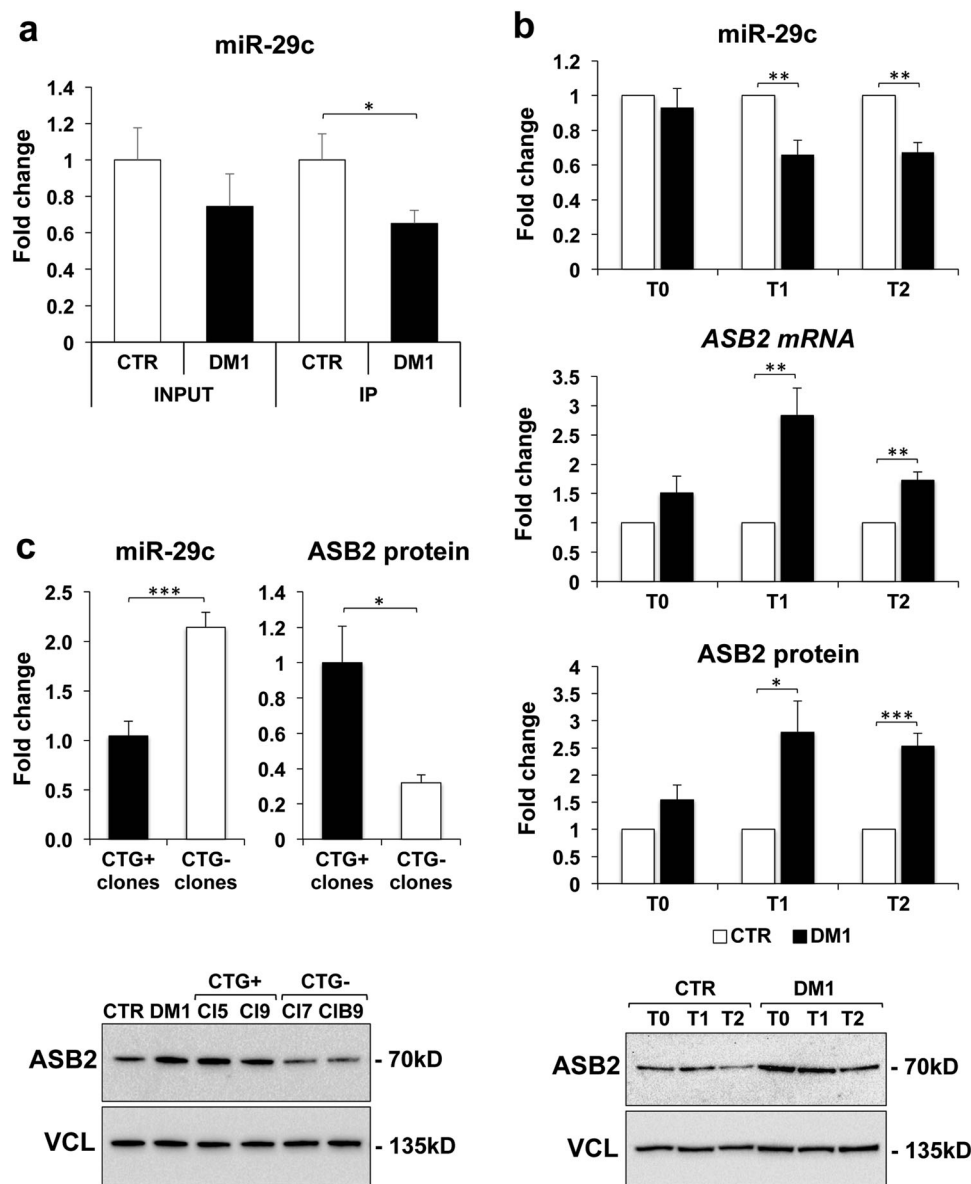 a
miR-29c
Fold change
1.4
1.2
1
0.8
0.6
0.4
0.2
0
*
CTR DM1 CTR DM1
INPUT IP
b
miR-29c
Fold change
1.2
1
0.8
0.6
0.4
0.2
0
** **
T0 T1 T2
ASB2 mRNA
Fold change
3.5
3
2.5
2
1.5
1
0.5
0
** **
T0 T1 T2
ASB2 protein
Fold change
4
3.5
3
2.5
1.5
1
0.5
0
* ***
T0 T1 T2
CTR DM1
c
miR-29c
Fold change
2.5
2.0
1.5
1.0
0.5
0.0
***
CTG+ clones CTG- clones
ASB2 protein
1.4
1.2
1
0.8
0.6
0.4
0.2
0
*
CTG+ clones CTG- clones
CTG+ CTG-
CTR DM1 Cl5 Cl9 Cl7 ClB9
ASB2 - 70kD
VCL - 135kD
CTR DM1
T0 T1 T2 T0 T1 T2
ASB2 - 70kD
VCL - 135kD